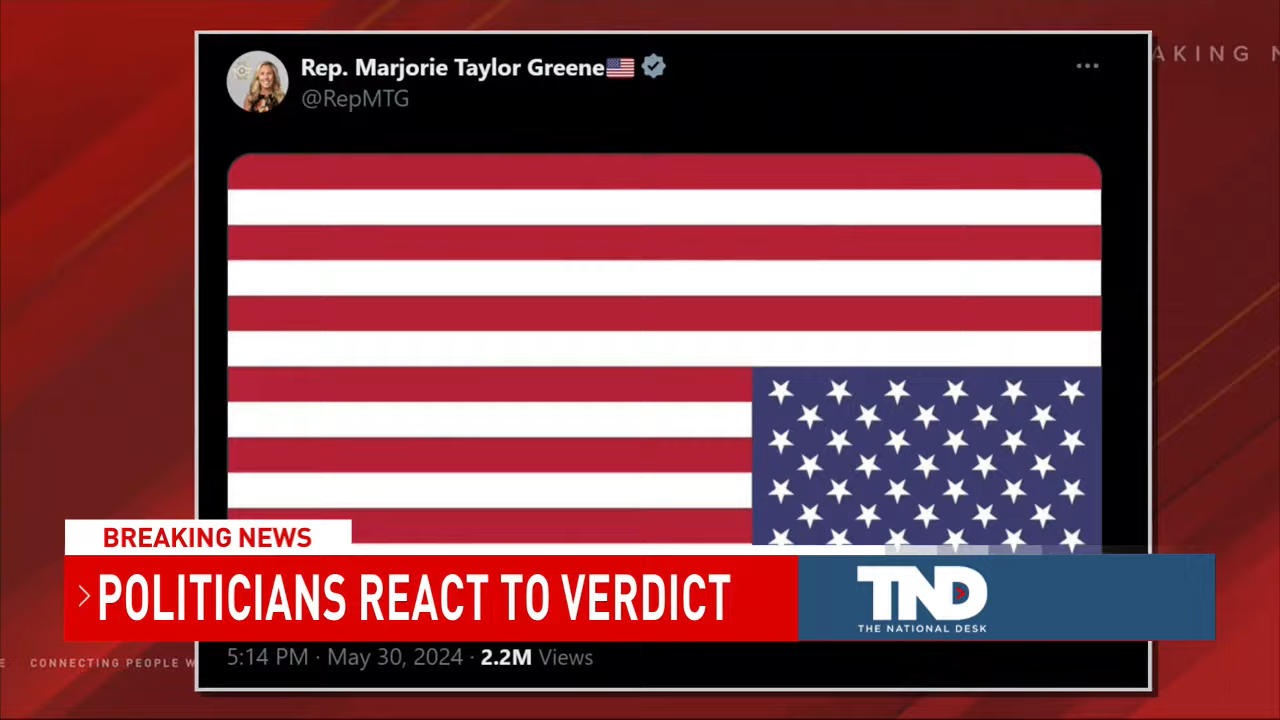 Rep. Marjorie Taylor Greene🇺🇸
@RepMTG
AKING N
BREAKING NEWS
POLITICIANS REACT TO VERDICT
TND
THE NATIONAL DESK
5:14 PM · May 30, 2024 · 2.2M Views
E CONNECTING PEOPLE W